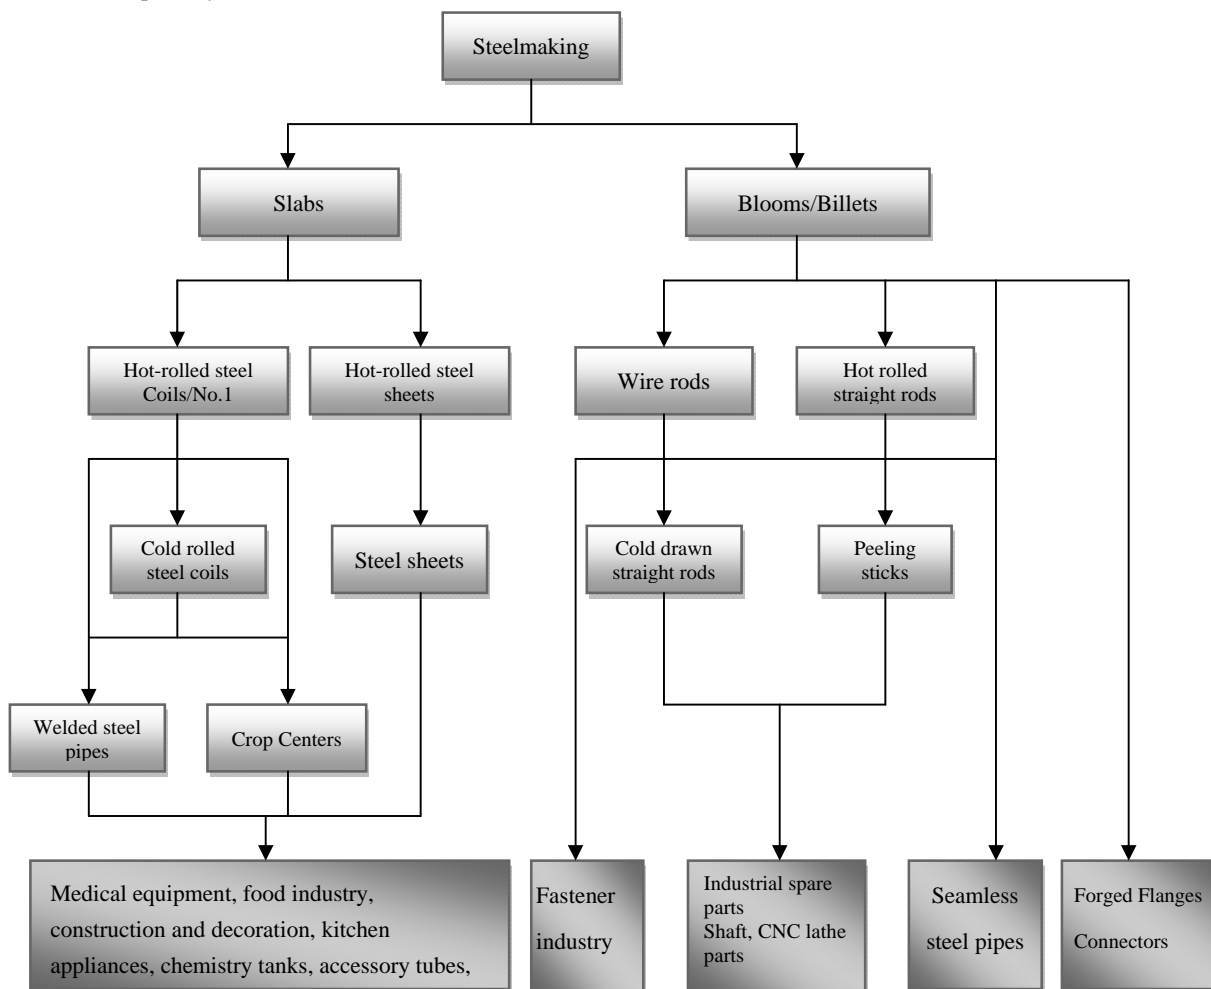 Steelmaking
Slabs
Blooms/Billets
Hot-rolled steel
Coils/No.1
Hot-rolled steel
sheets
Wire rods
Hot rolled
straight rods
Cold rolled
steel coils
Steel sheets
Cold drawn
straight rods
Peeling
sticks
Welded steel
pipes
Crop Centers
Medical equipment, food industry,
construction and decoration, kitchen
appliances, chemistry tanks, accessory tubes,
Fastener
industry
Industrial spare
parts
Shaft, CNC lathe
parts
Seamless
steel pipes
Forged Flanges
Connectors